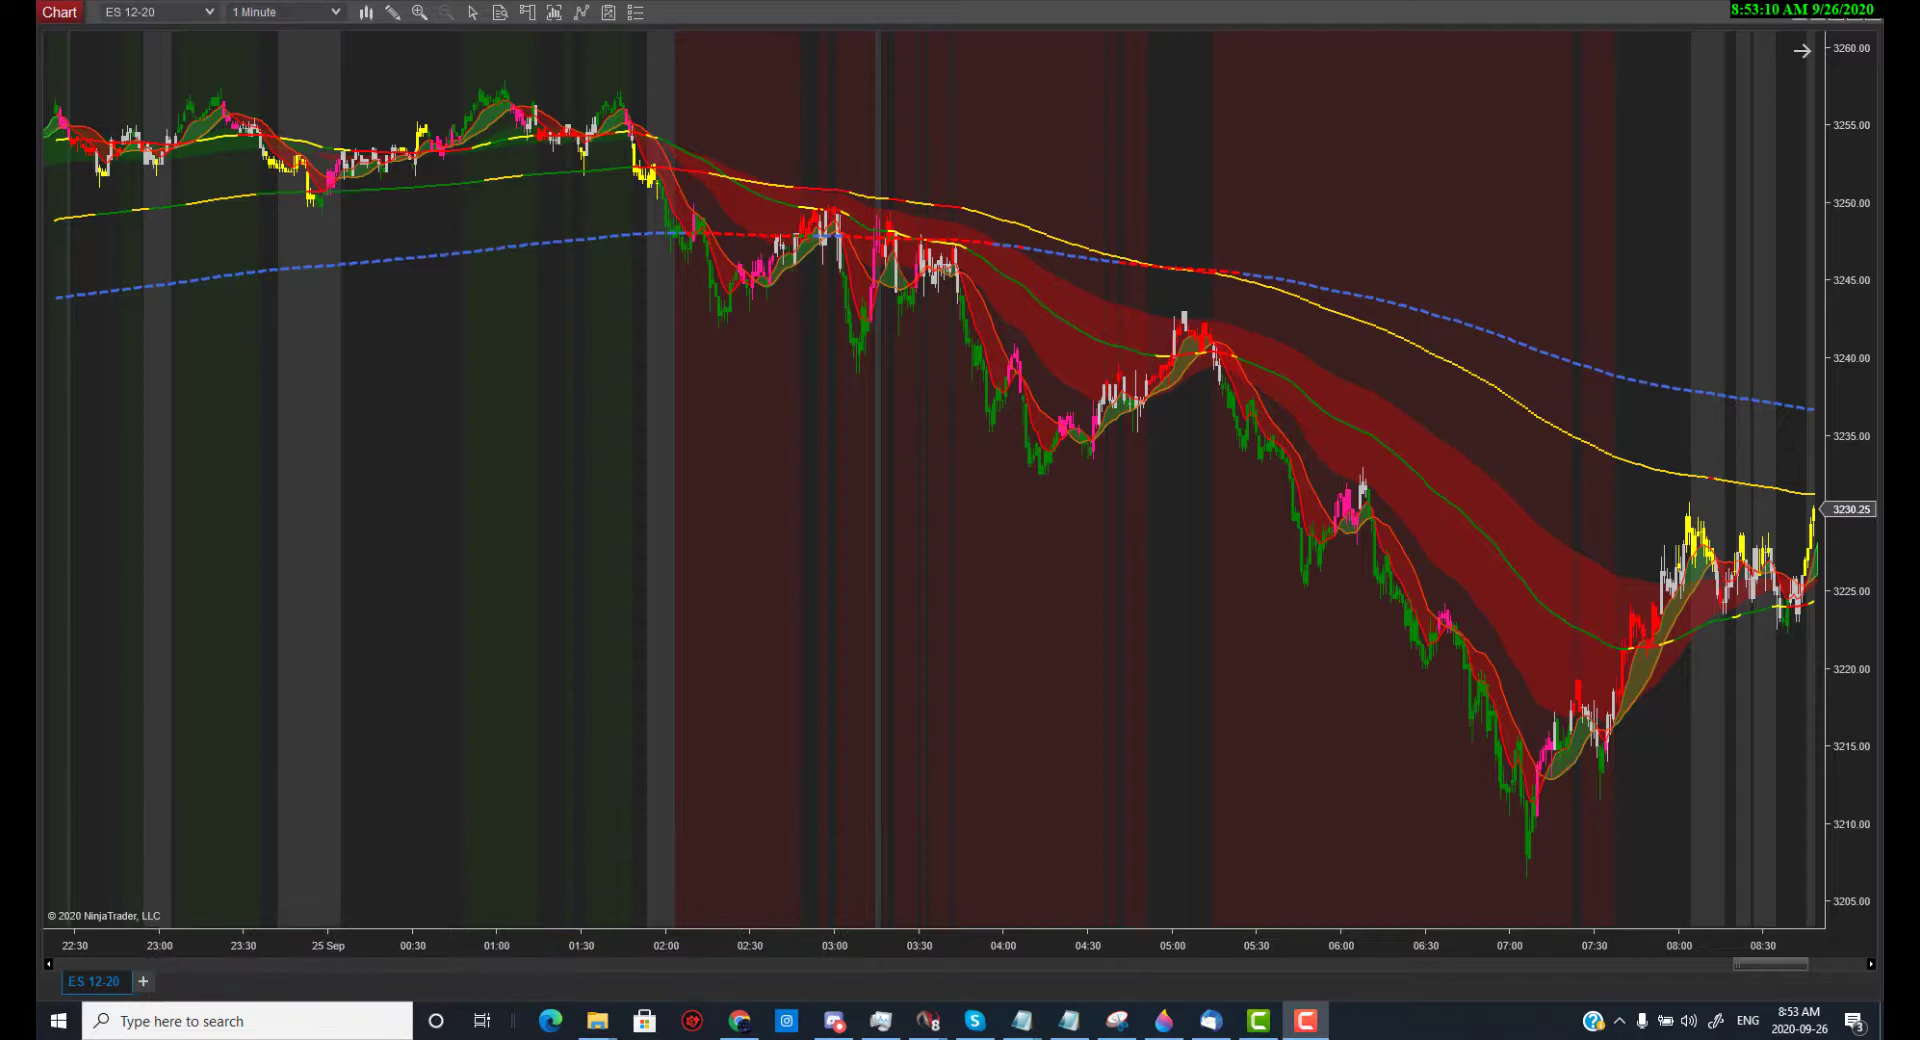 Chart
ES 12-20
1 Minute
8:53:10 AM 9/26/2020
3260.00
3255.00
3250.00
3245.00
3240.00
3235.00
3230.25
3225.00
3220.00
3215.00
3210.00
3205.00
© 2020 NinjaTrader, LLC
22:30 23:00 23:30 25 Sep 00:30 01:00 01:30 02:00 02:30 03:00 03:30 04:00 04:30 05:00 05:30 06:00 06:30 07:00 07:30 08:00 08:30
ES 12-20 +
Type here to search
8
S
C
C
ENG
8:53 AM
2020-09-26
3